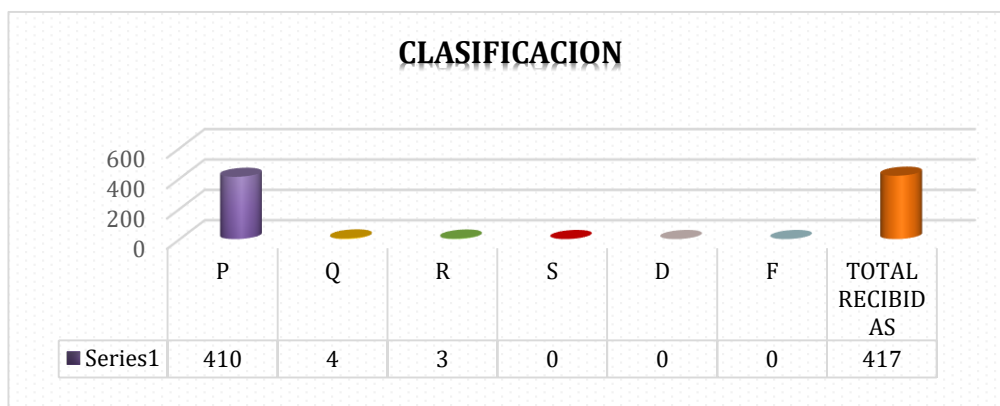 CLASIFICACION
600
400
200
0
P Q R S D F TOTAL
RECIBID
AS
Series1 410 4 3 0 0 0 417